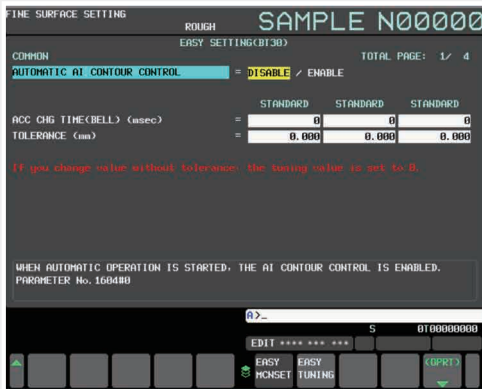 FINE SURFACE SETTING
ROUGH
SAMPLE N00000
EASY SETTING(BT30)
COMMON
TOTAL PAGE: 1/ 4
AUTOMATIC AI CONTOUR CONTROL = DISABLE / ENABLE
STANDARD STANDARD STANDARD
ACC CHG TIME(BELL) (msec) = 0 0 0
TOLERANCE (mm) = 0.000 0.000 0.000
If you change value without tolerance, the tuning value is set to 0.
WHEN AUTOMATIC OPERATION IS STARTED, THE AI CONTOUR CONTROL IS ENABLED.
PARAMETER No.1604#0
A>_
S 0T00000000
EDIT **** *** ***
EASY MCHSET
EASY TUNING
(OPRT)